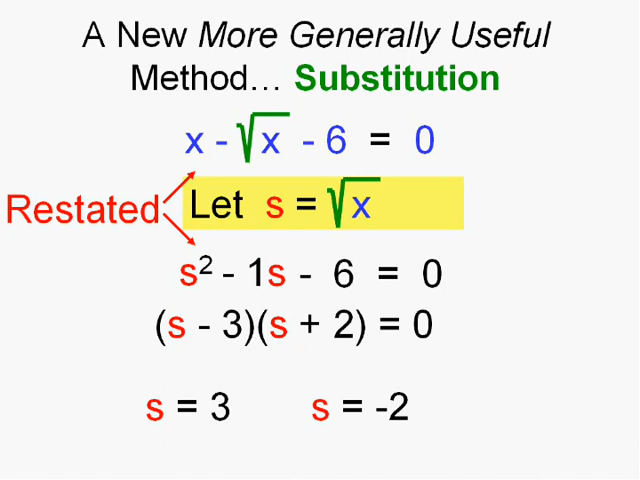 A New More Generally Useful
Method… Substitution
x - √x - 6 = 0
Restated
Let s = √x
s² - 1s - 6 = 0
(s - 3)(s + 2) = 0
s = 3 s = -2